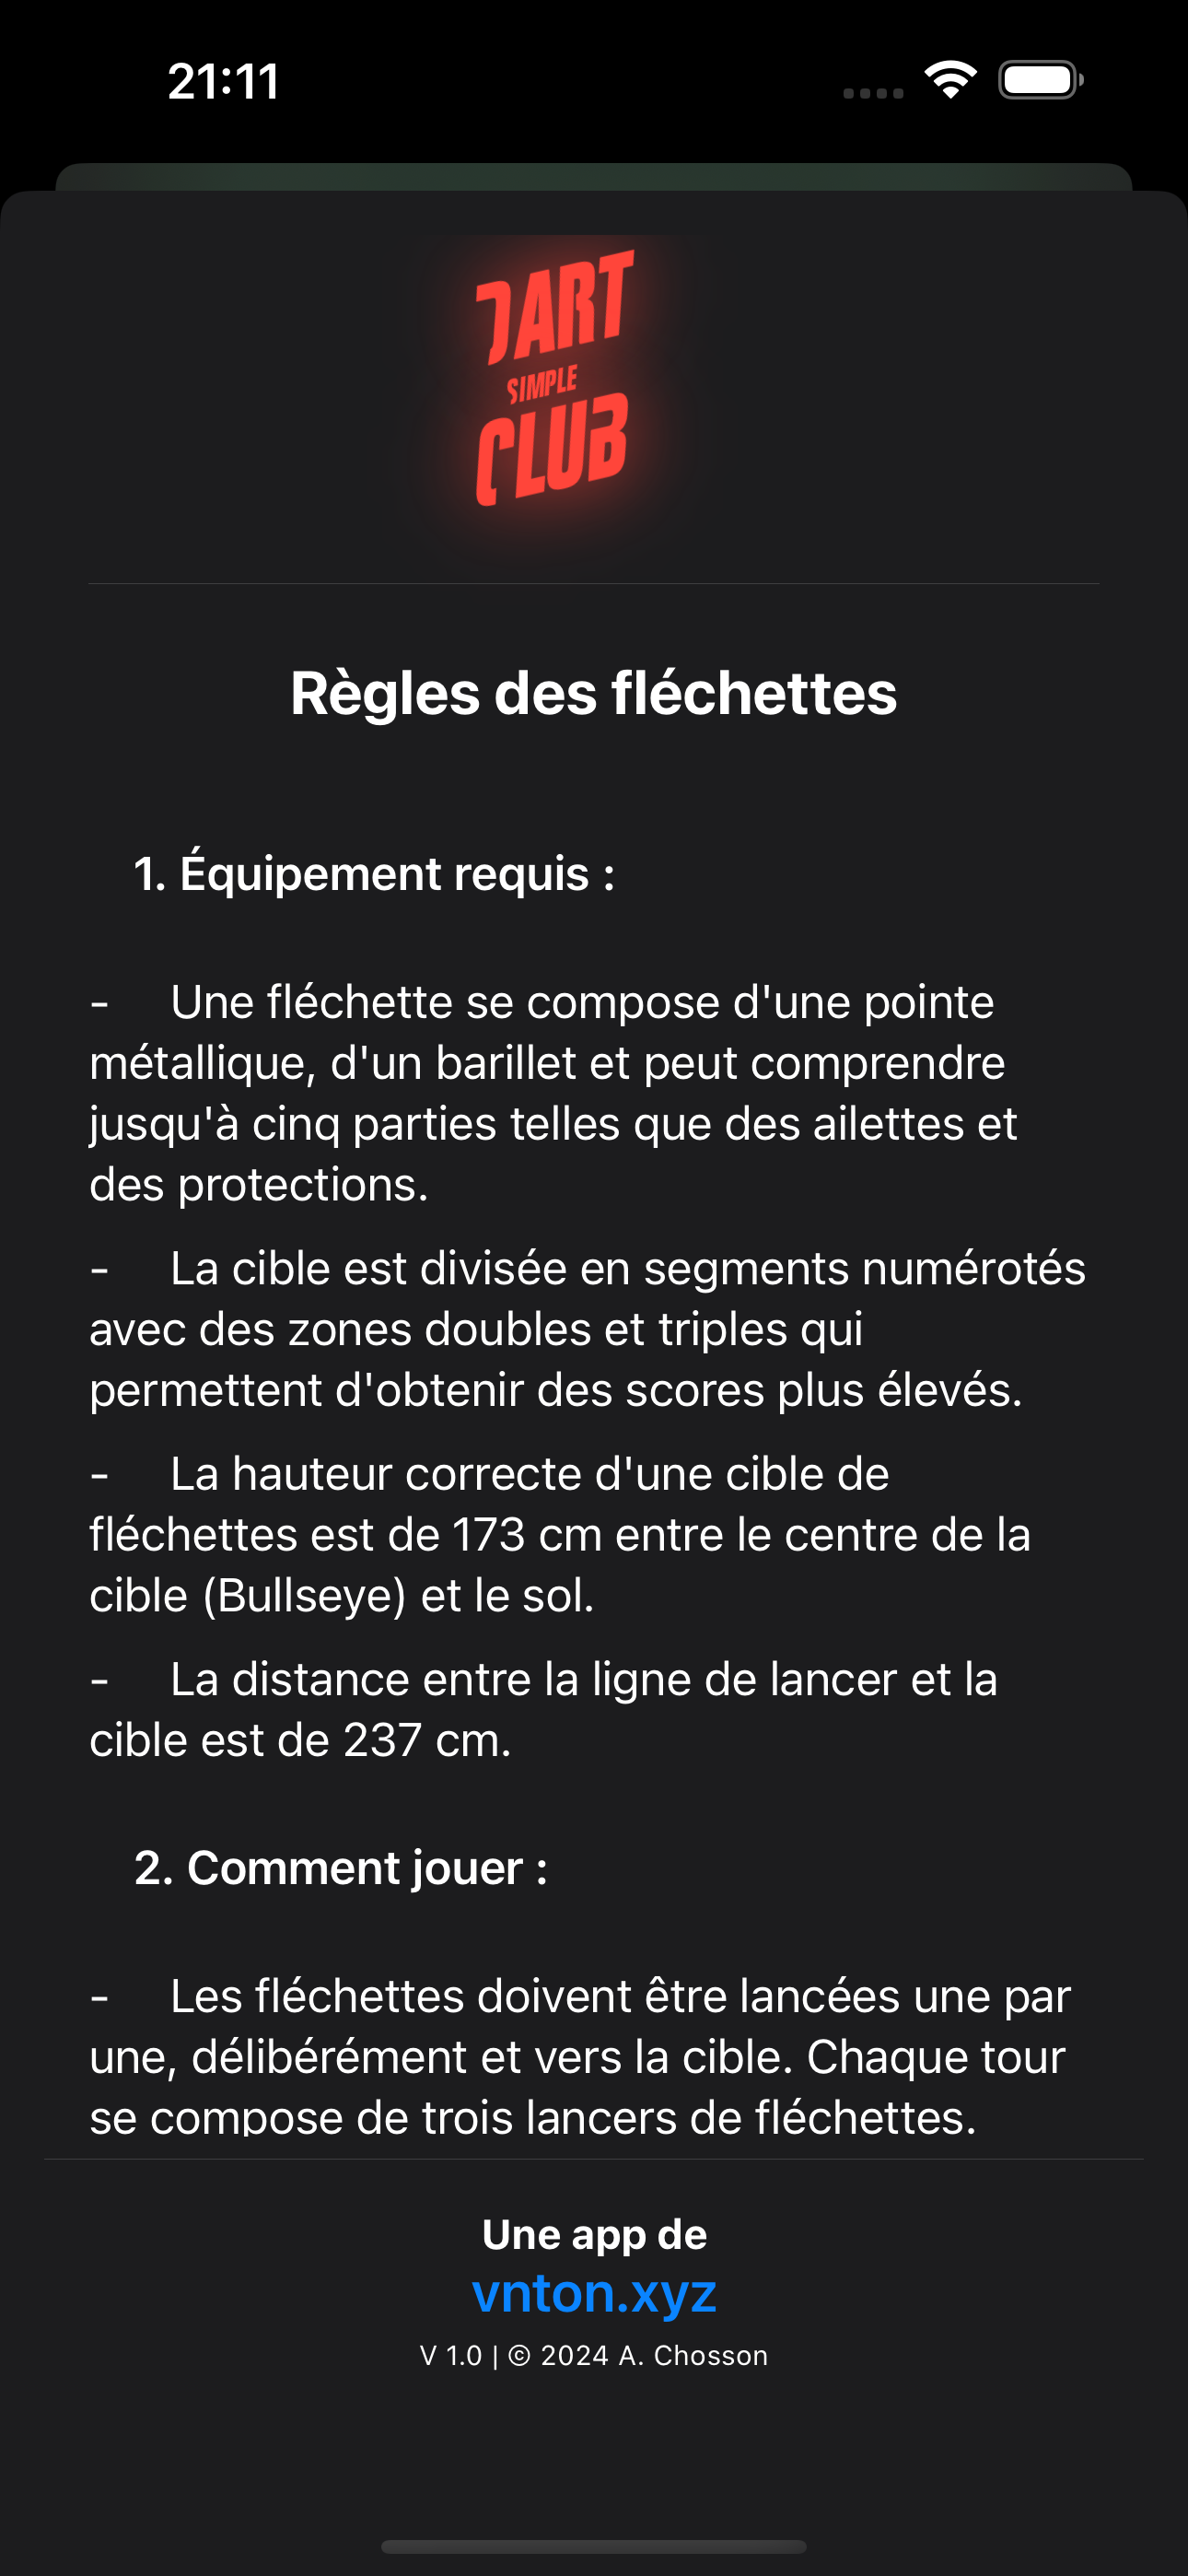 21:11
DART
SIMPLE
CLUB
Règles des fléchettes
1. Équipement requis :
- Une fléchette se compose d'une pointe
métallique, d'un barillet et peut comprendre
jusqu'à cinq parties telles que des ailettes et
des protections.
- La cible est divisée en segments numérotés
avec des zones doubles et triples qui
permettent d'obtenir des scores plus élevés.
- La hauteur correcte d'une cible de
fléchettes est de 173 cm entre le centre de la
cible (Bullseye) et le sol.
- La distance entre la ligne de lancer et la
cible est de 237 cm.
2. Comment jouer :
- Les fléchettes doivent être lancées une par
une, délibérément et vers la cible. Chaque tour
se compose de trois lancers de fléchettes.
Une app de
vnton.xyz
V 1.0 | © 2024 A. Chosson